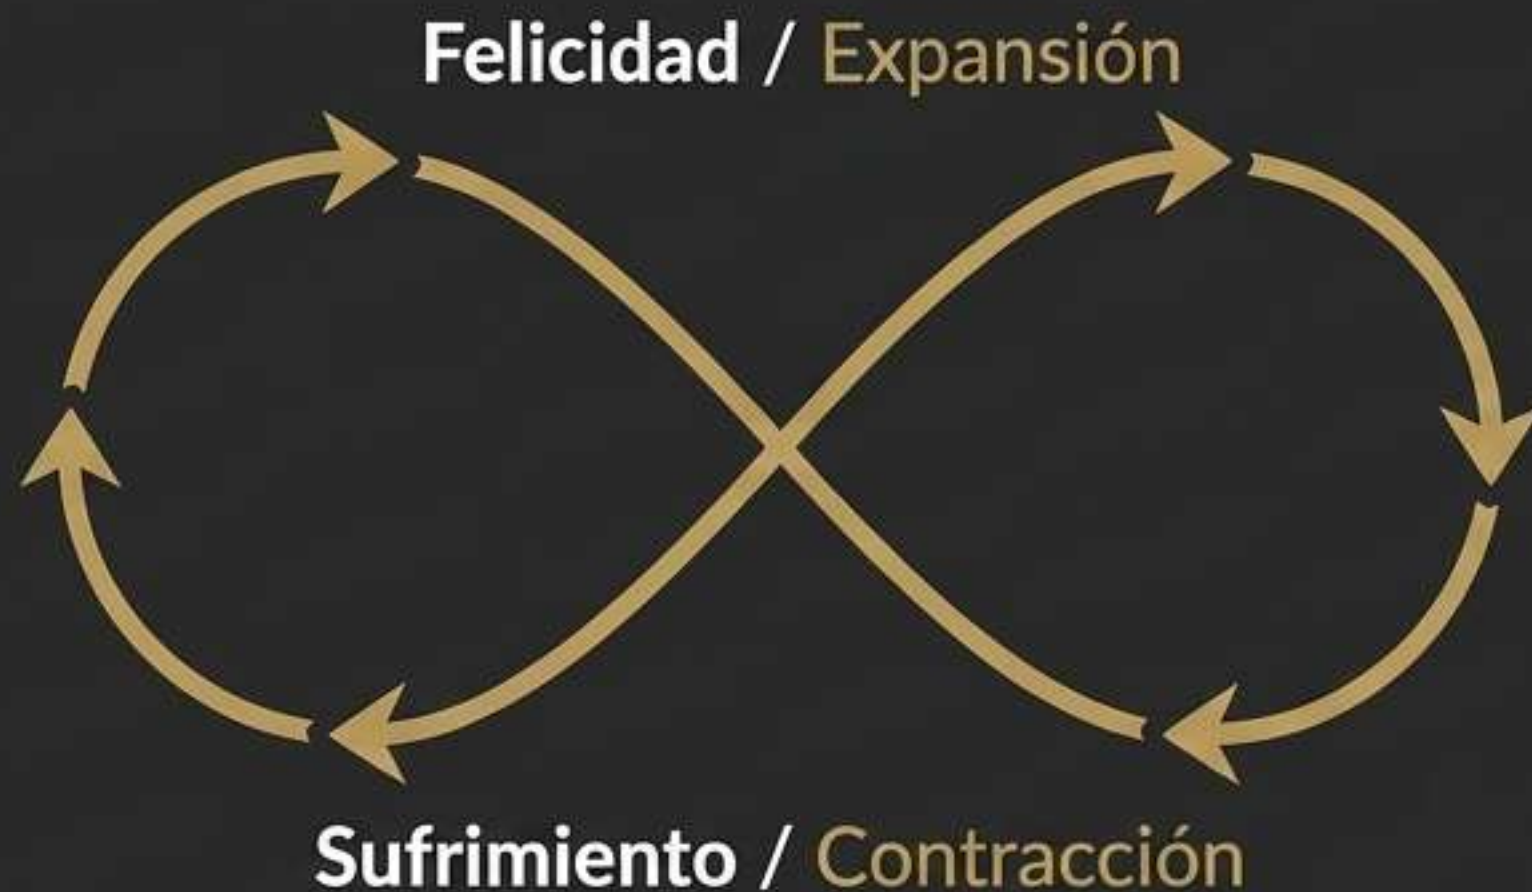 Felicidad / Expansión
Sufrimiento / Contracción